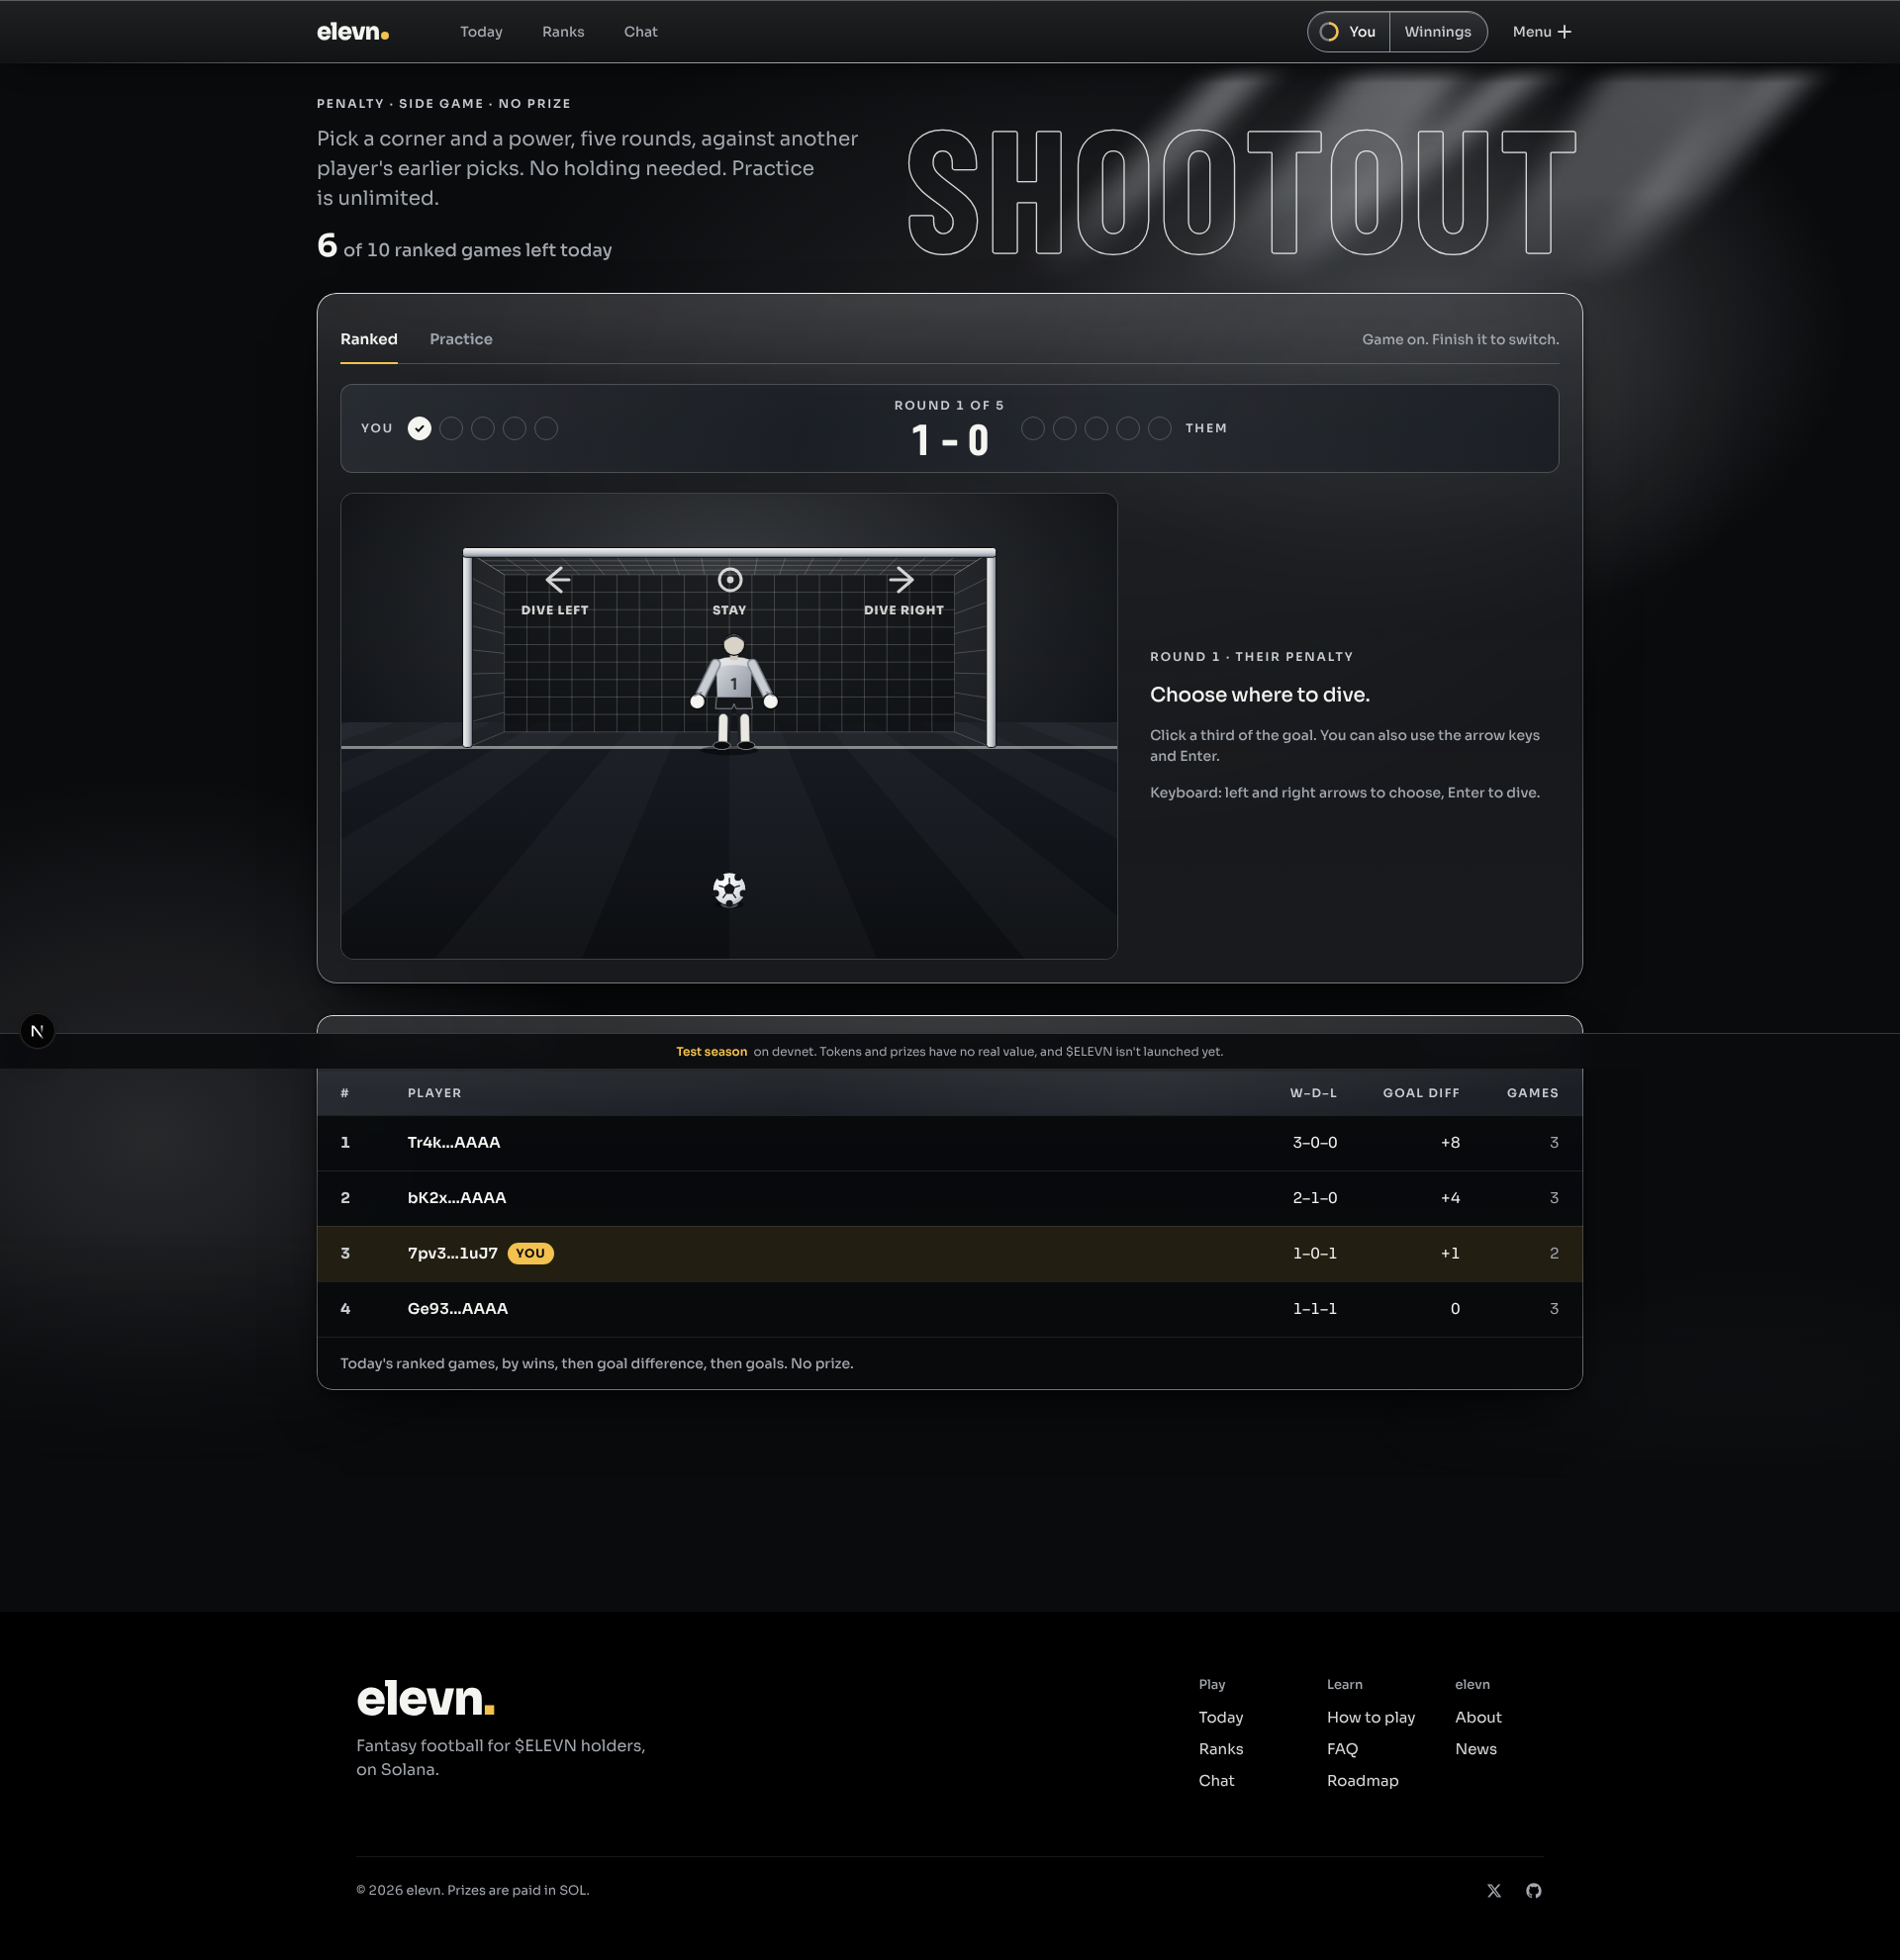 elevn.
Today
Ranks
Chat
You
Winnings
Menu
PENALTY · SIDE GAME · NO PRIZE
Pick a corner and a power, five rounds, against another
player's earlier picks. No holding needed. Practice
is unlimited.
6 of 10 ranked games left today
SHOOTOUT
Ranked
Practice
Game on. Finish it to switch.
YOU
ROUND 1 OF 5
1 - 0
THEM
DIVE LEFT
STAY
DIVE RIGHT
1
ROUND 1 · THEIR PENALTY
Choose where to dive.
Click a third of the goal. You can also use the arrow keys
and Enter.
Keyboard: left and right arrows to choose, Enter to dive.
N
Test season on devnet. Tokens and prizes have no real value, and $ELEVN isn't launched yet.
# PLAYER W–D–L GOAL DIFF GAMES
1 Tr4k…AAAA 3–0–0 +8 3
2 bK2x…AAAA 2–1–0 +4 3
3 7pv3…1uJ7 YOU 1–0–1 +1 2
4 Ge93…AAAA 1–1–1 0 3
Today's ranked games, by wins, then goal difference, then goals. No prize.
elevn.
Fantasy football for $ELEVN holders,
on Solana.
Play
Today
Ranks
Chat
Learn
How to play
FAQ
Roadmap
elevn
About
News
© 2026 elevn. Prizes are paid in SOL.